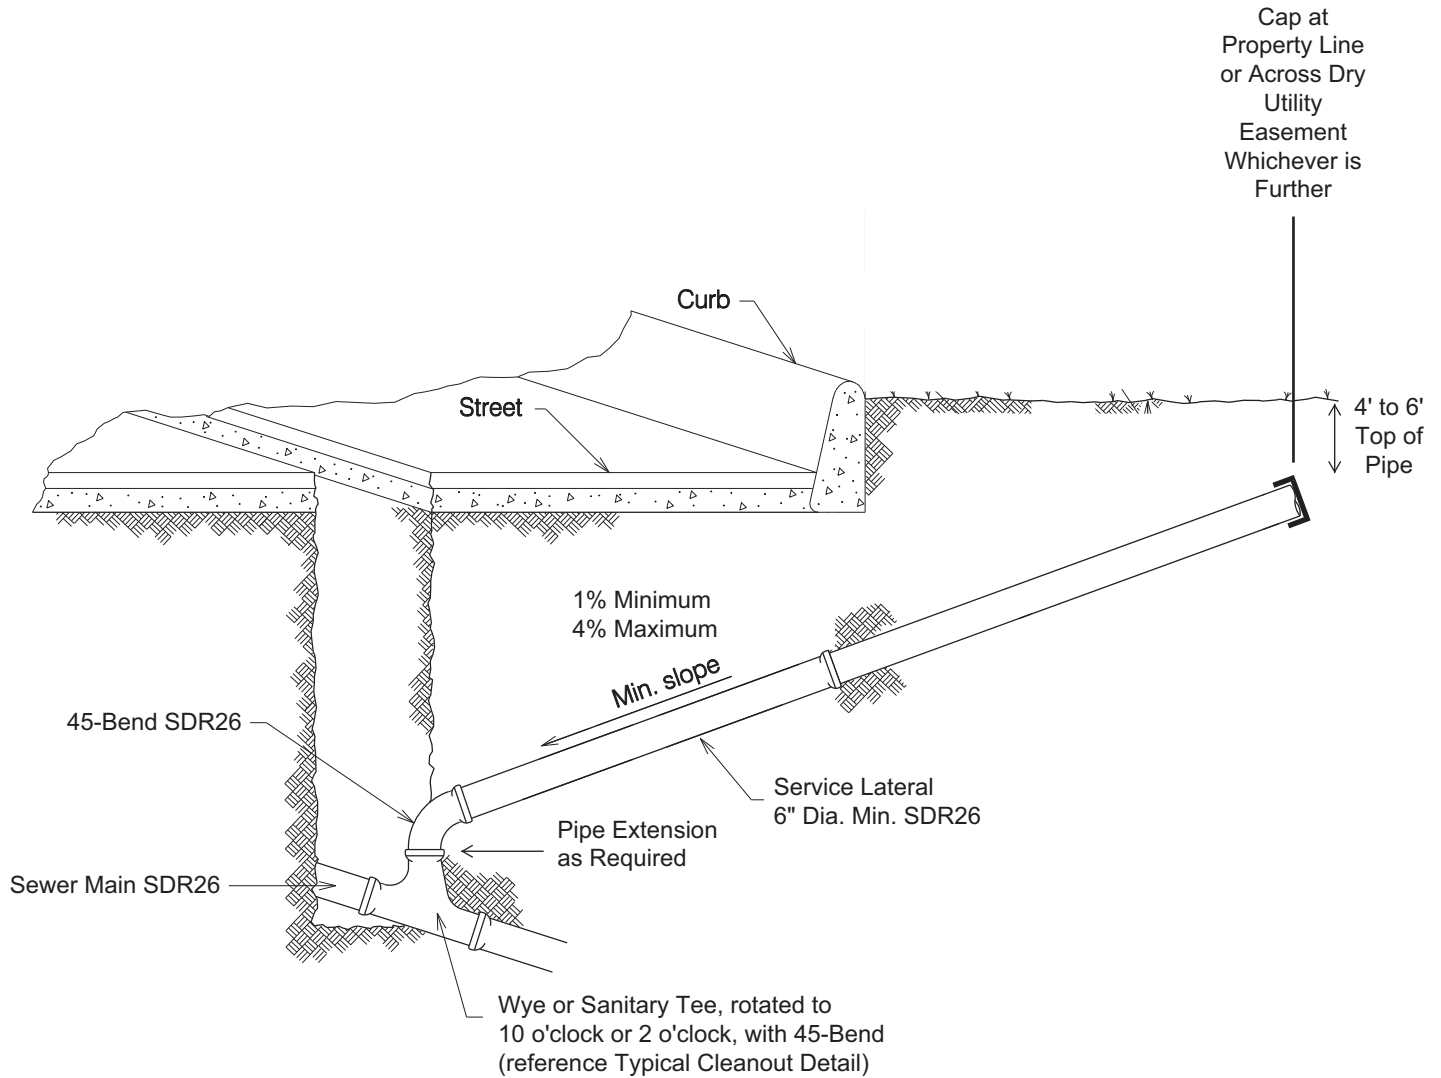 Cap at
Property Line
or Across Dry
Utility
Easement
Whichever is
Further
Curb
Street
4' to 6'
Top of
Pipe
1% Minimum
4% Maximum
Min. slope
45-Bend SDR26
Service Lateral
6" Dia. Min. SDR26
Pipe Extension
as Required
Sewer Main SDR26
Wye or Sanitary Tee, rotated to
10 o'clock or 2 o'clock, with 45-Bend
(reference Typical Cleanout Detail)